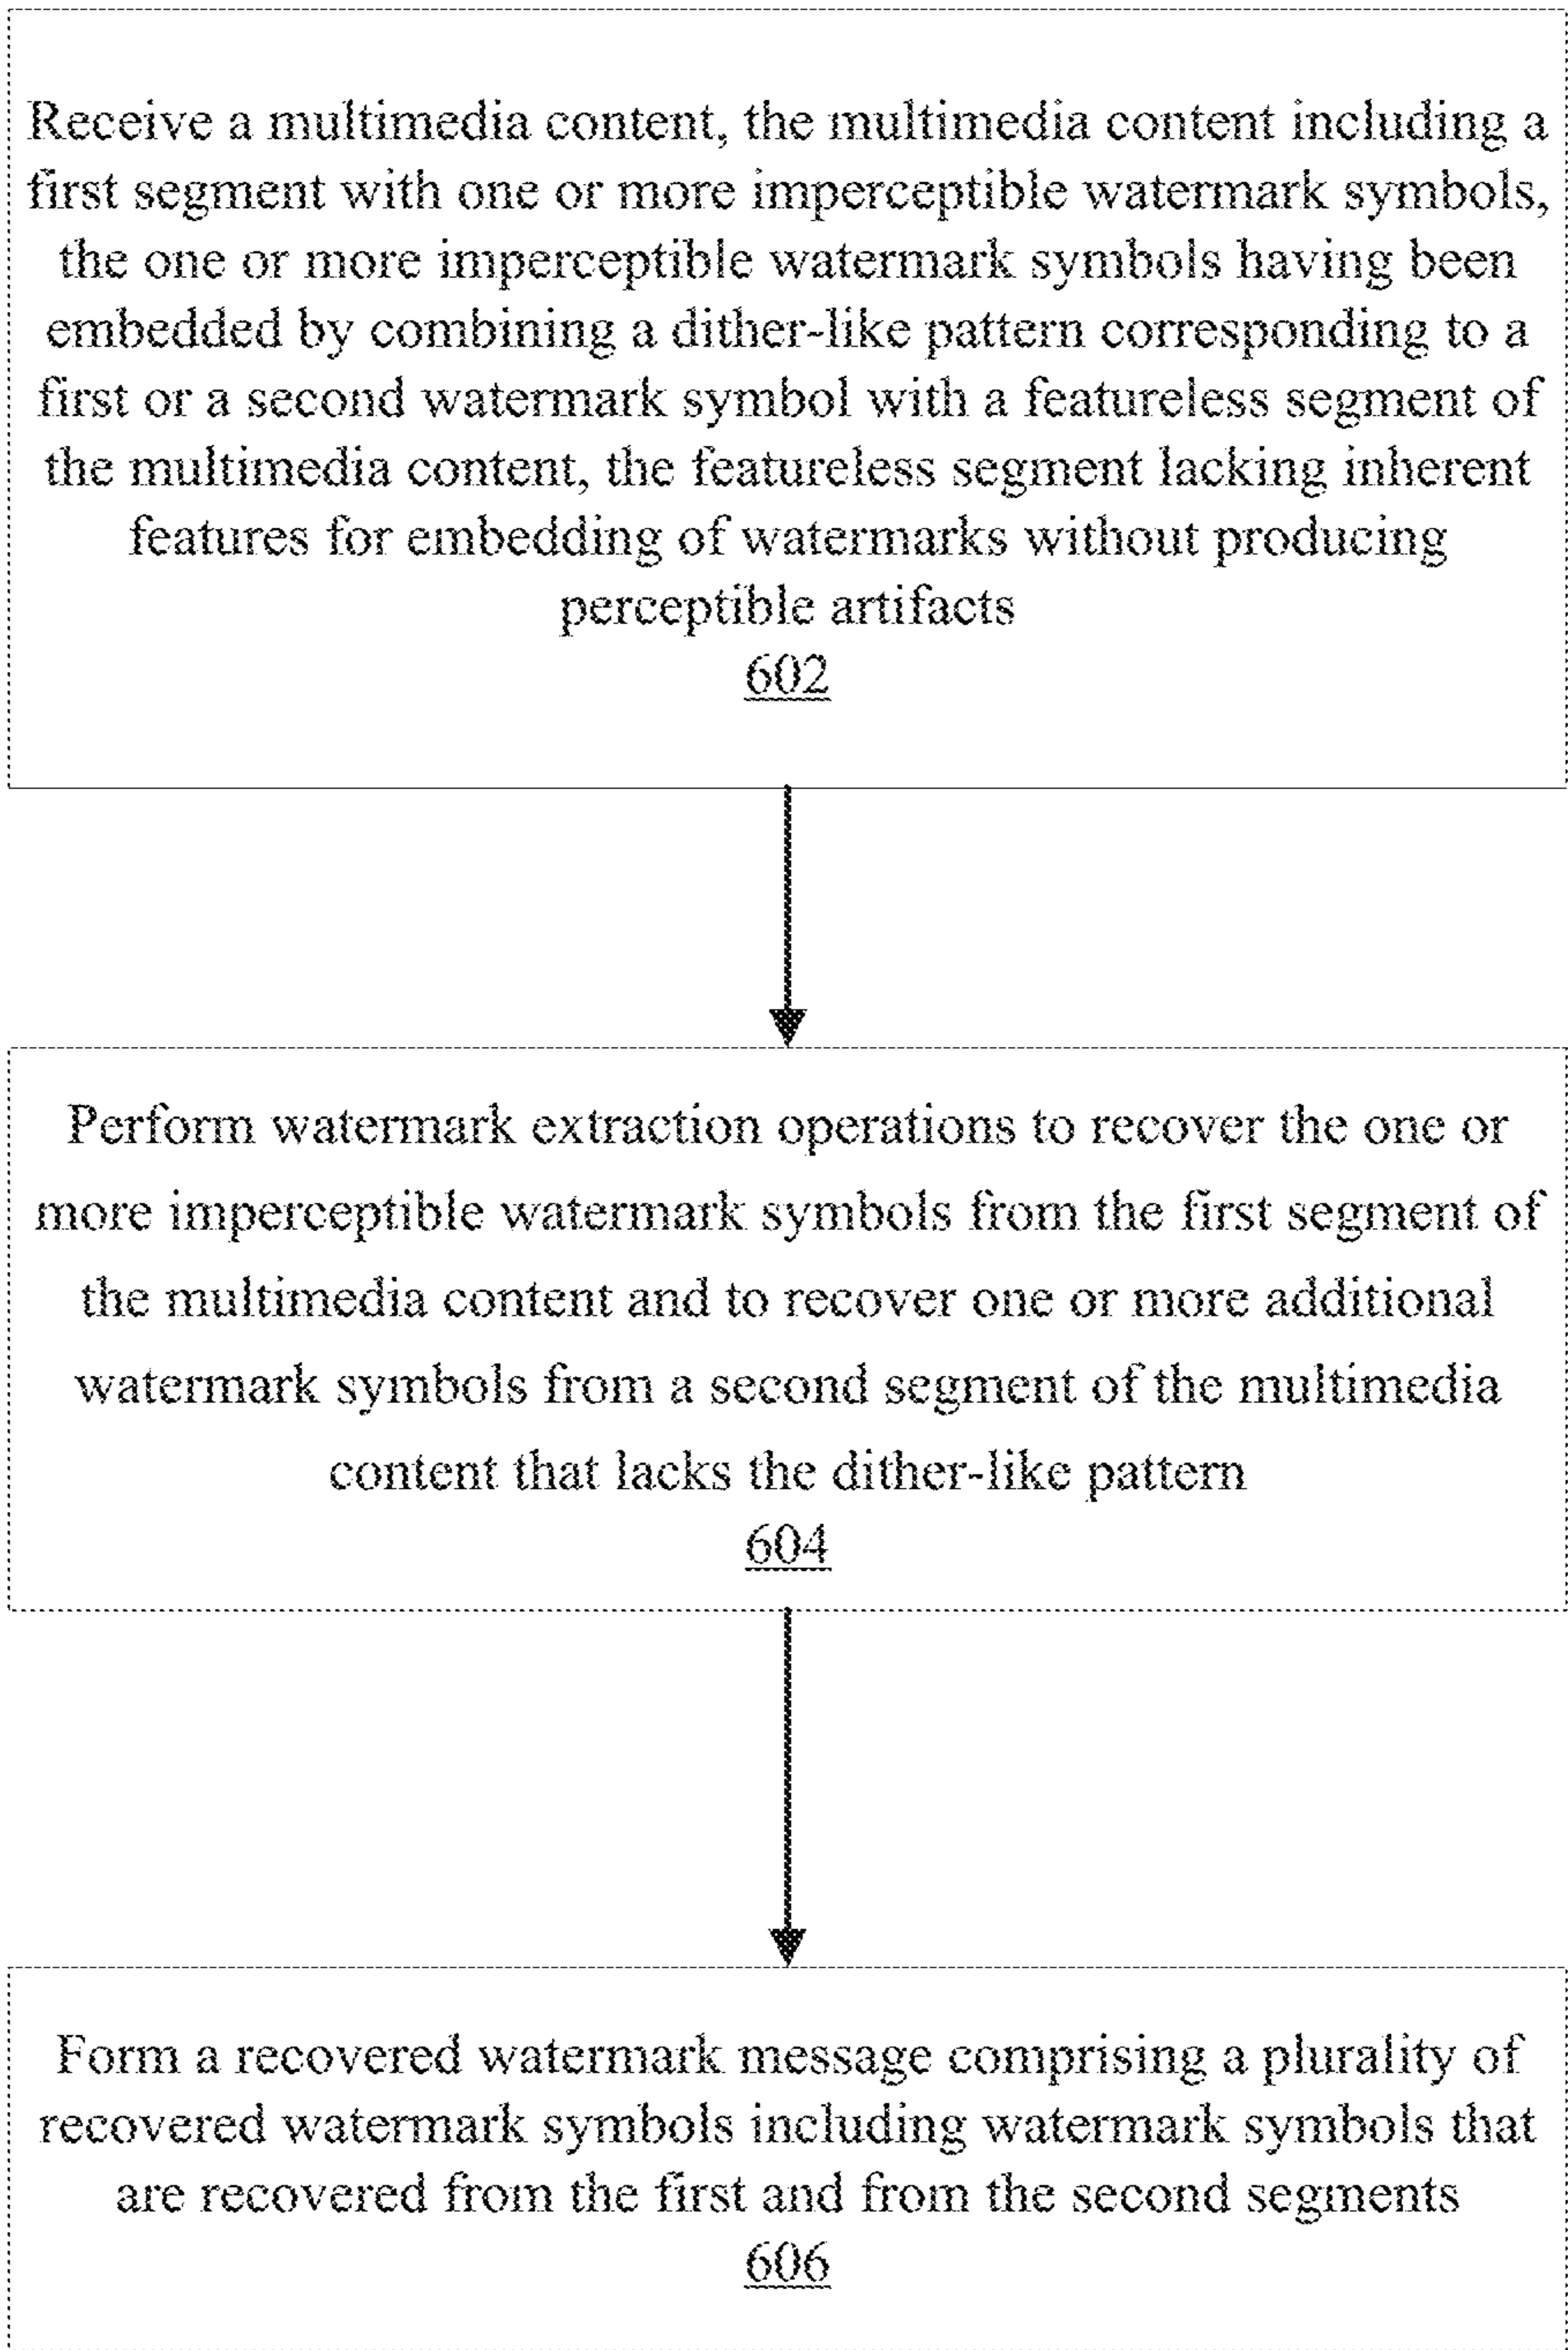 Receive a multimedia content, the multimedia content including a
first segment with one or more imperceptible watermark symbols,
the one or more imperceptible watermark symbols having been
embedded by combining a dither-like pattern corresponding to a
first or a second watermark symbol with a featureless segment of
the multimedia content, the featureless segment lacking inherent
features for embedding of watermarks without producing
perceptible artifacts
602
Perform watermark extraction operations to recover the one or
more imperceptible watermark symbols from the first segment of
the multimedia content and to recover one or more additional
watermark symbols from a second segment of the multimedia
content that lacks the dither-like pattern
604
Form a recovered watermark message comprising a plurality of
recovered watermark symbols including watermark symbols that
are recovered from the first and from the second segments
606